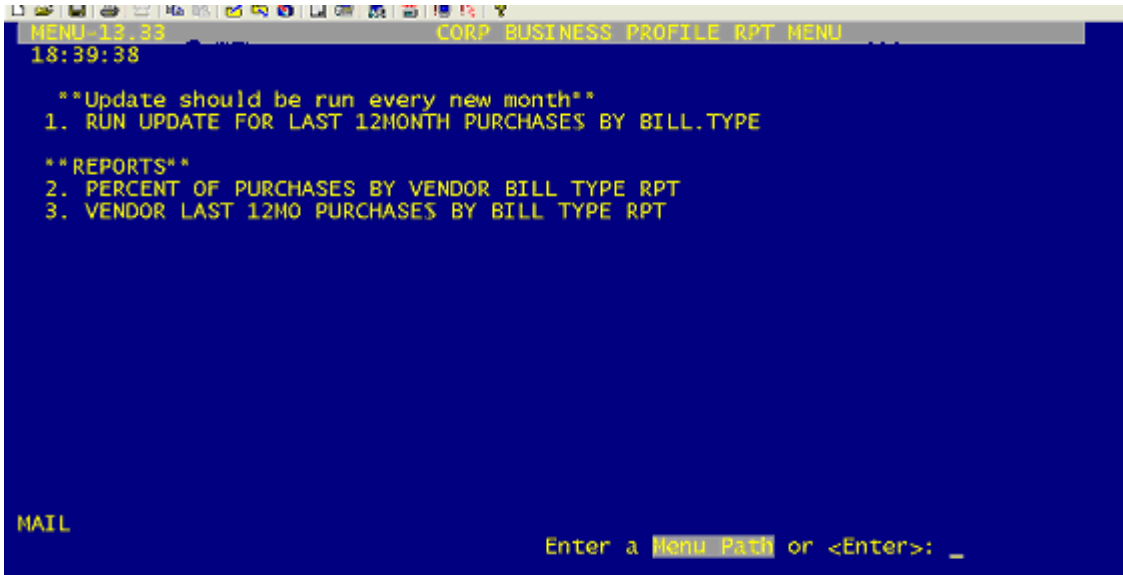 MENU-13.33 CORP BUSINESS PROFILE RPT MENU
18:39:38
**Update should be run every new month**
1. RUN UPDATE FOR LAST 12MONTH PURCHASES BY BILL.TYPE
**REPORTS**
2. PERCENT OF PURCHASES BY VENDOR BILL TYPE RPT
3. VENDOR LAST 12MO PURCHASES BY BILL TYPE RPT
MAIL
Enter a Menu Path or <Enter>: _